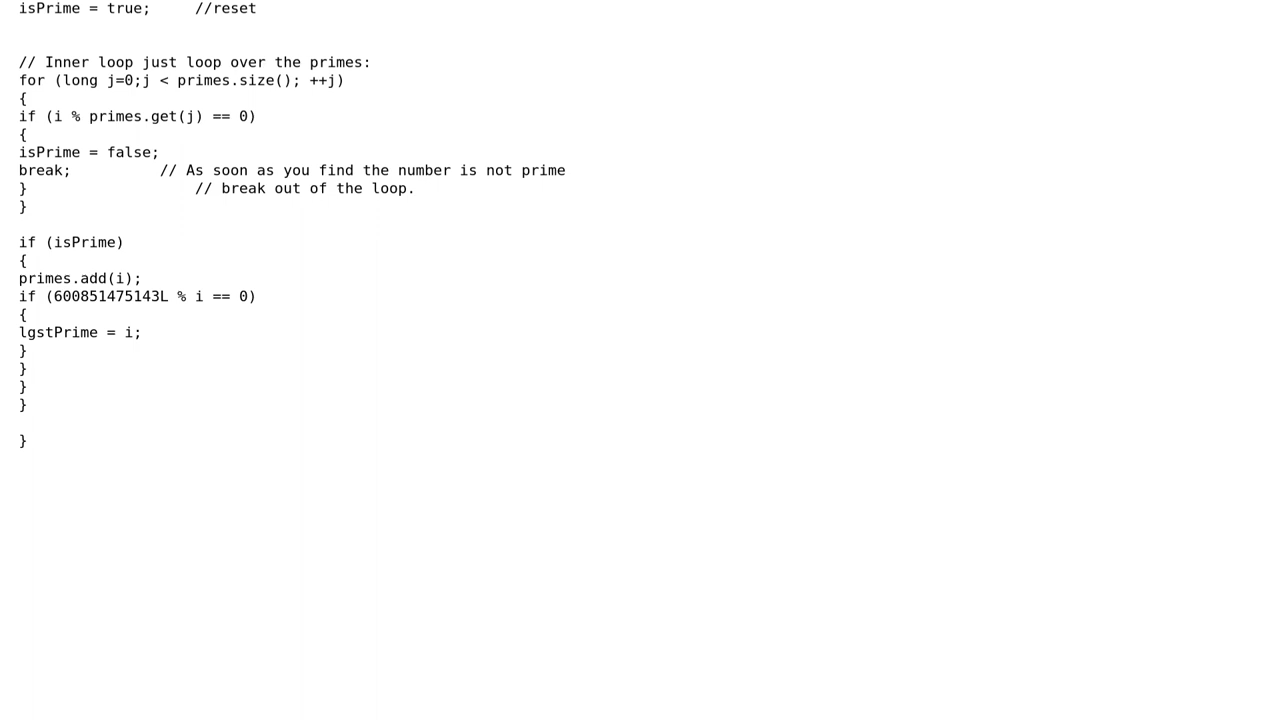 isPrime = true;     //reset
// Inner loop just loop over the primes:
for (long j=0;j < primes.size(); ++j)
{
if (i % primes.get(j) == 0)
{
isPrime = false;
break;          // As soon as you find the number is not prime
}                   // break out of the loop.
}
if (isPrime)
{
primes.add(i);
if (600851475143L % i == 0)
{
lgstPrime = i;
}
}
}
}
}